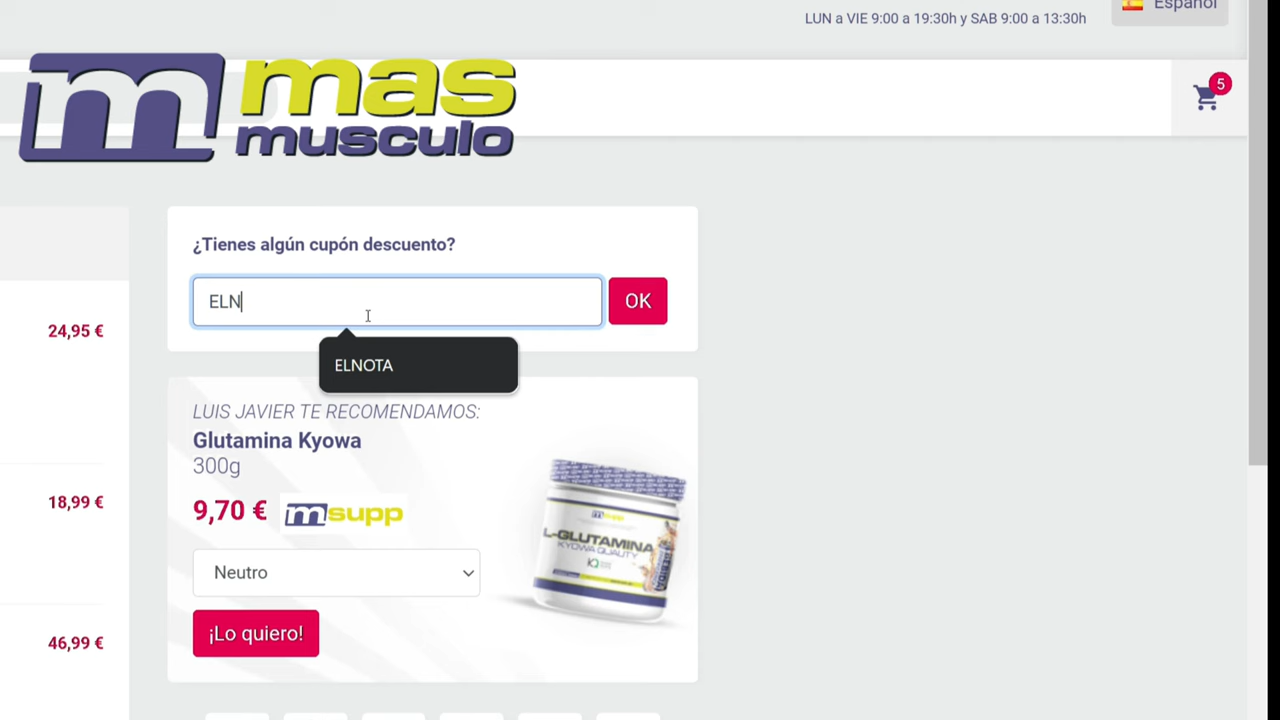 Español
LUN a VIE 9:00 a 19:30h y SAB 9:00 a 13:30h
m mas
musculo
5
¿Tienes algún cupón descuento?
ELN
OK
24,95 €
ELNOTA
LUIS JAVIER TE RECOMENDAMOS:
Glutamina Kyowa
300g
18,99 €
9,70 € msupp
L-GLUTAMINA
KYOWA QUALITY
Neutro
¡Lo quiero!
46,99 €